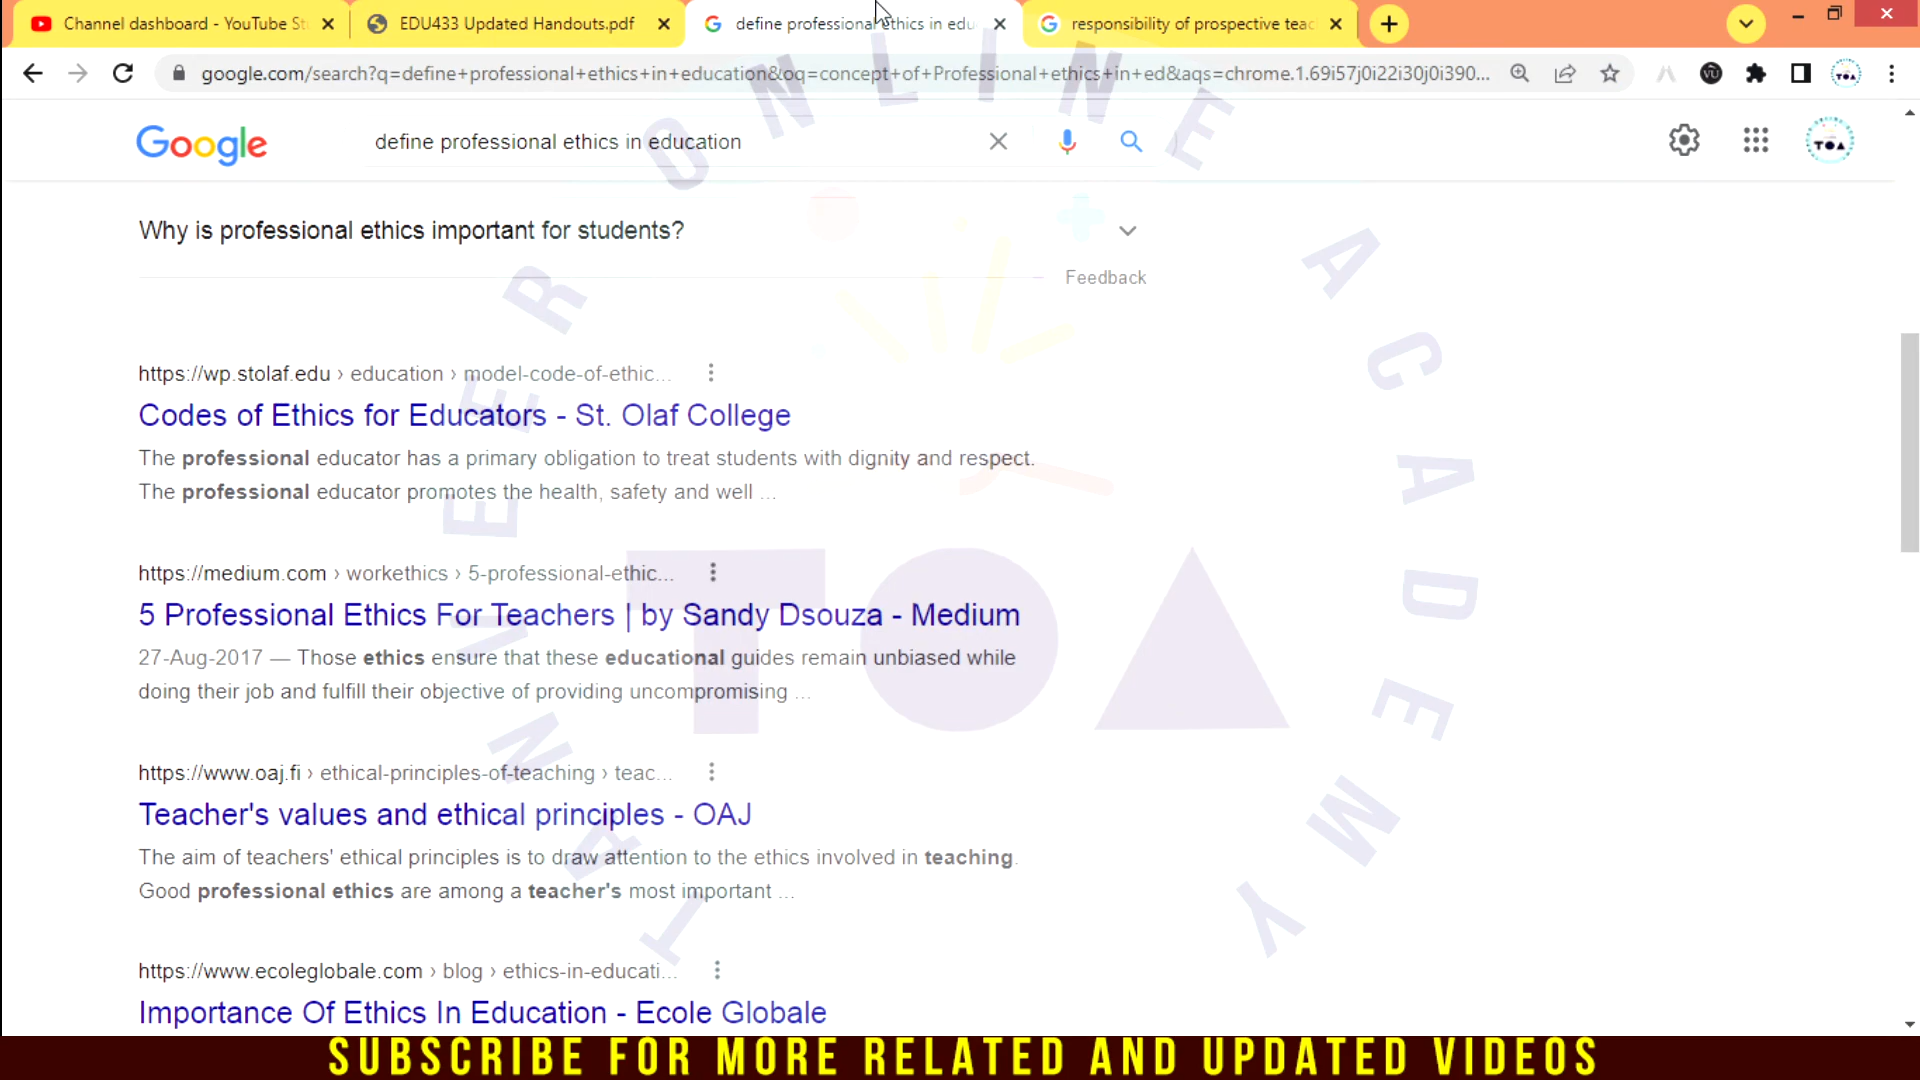 Channel dashboard - YouTube St
EDU433 Updated Handouts.pdf
define professional ethics in edu
responsibility of prospective teac
google.com/search?q=define+professional+ethics+in+education&oq=concept+of+Professional+ethics+in+ed&aqs=chrome.1.69i57j0i22i30j0i390...
VU
TOA
Google
define professional ethics in education
TOA
Why is professional ethics important for students?
Feedback
https://wp.stolaf.edu › education › model-code-of-ethic...
Codes of Ethics for Educators - St. Olaf College
The professional educator has a primary obligation to treat students with dignity and respect.
The professional educator promotes the health, safety and well ...
https://medium.com › workethics › 5-professional-ethic...
5 Professional Ethics For Teachers | by Sandy Dsouza - Medium
27-Aug-2017 — Those ethics ensure that these educational guides remain unbiased while
doing their job and fulfill their objective of providing uncompromising ...
https://www.oaj.fi › ethical-principles-of-teaching › teac...
Teacher's values and ethical principles - OAJ
The aim of teachers' ethical principles is to draw attention to the ethics involved in teaching.
Good professional ethics are among a teacher's most important ...
https://www.ecoleglobale.com › blog › ethics-in-educati...
Importance Of Ethics In Education - Ecole Globale
TANVEER ONLINE ACADEMY
TOA
SUBSCRIBE FOR MORE RELATED AND UPDATED VIDEOS